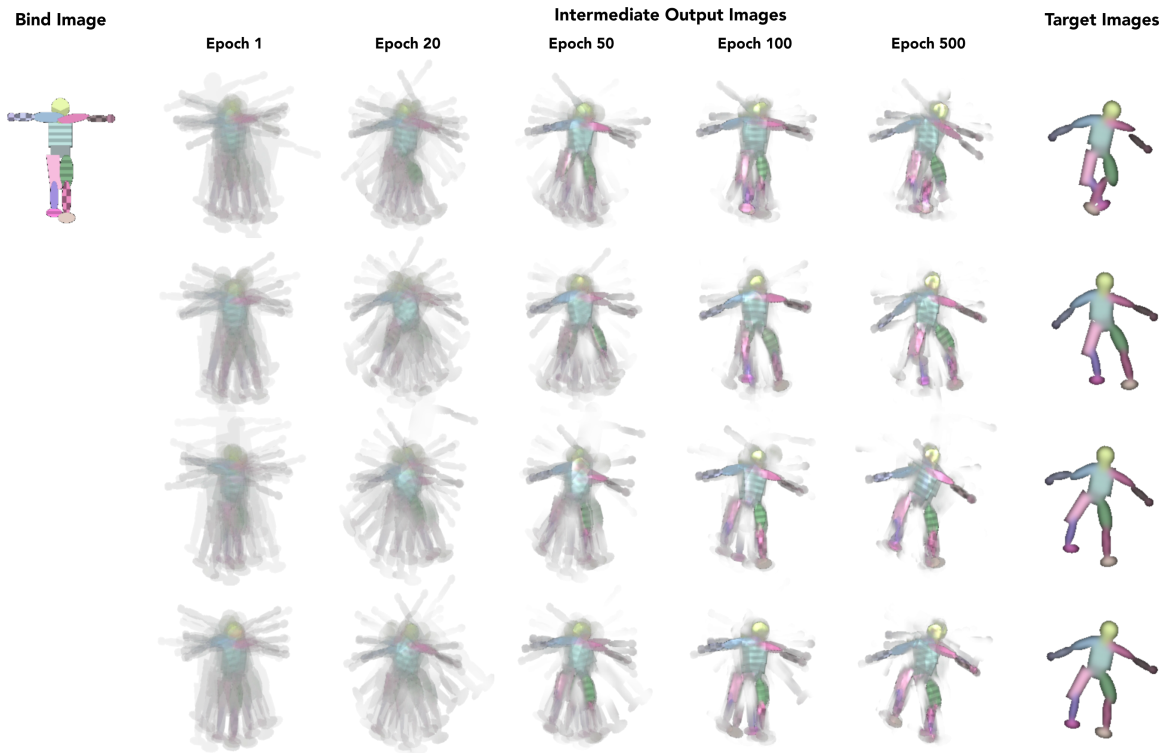 Bind Image
Intermediate Output Images
Target Images
Epoch 1
Epoch 20
Epoch 50
Epoch 100
Epoch 500